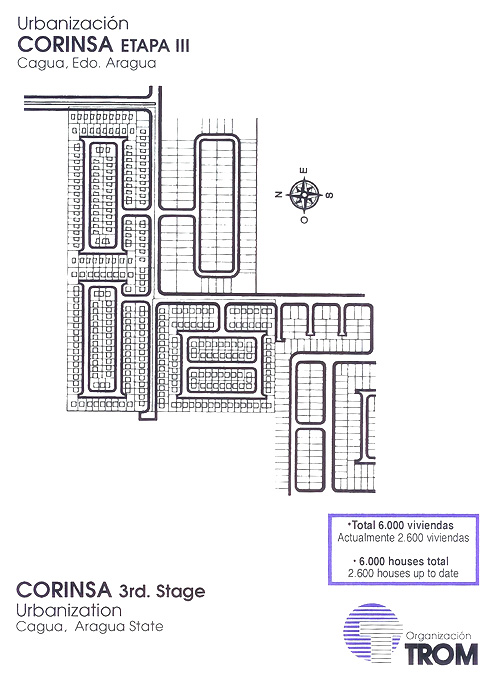 Urbanización
CORINSA ETAPA III
Cagua, Edo. Aragua
E
N S
O
•Total 6.000 viviendas
Actualmente 2.600 viviendas
• 6.000 houses total
2.600 houses up to date
CORINSA 3rd. Stage
Urbanization
Cagua, Aragua State
Organización
TROM